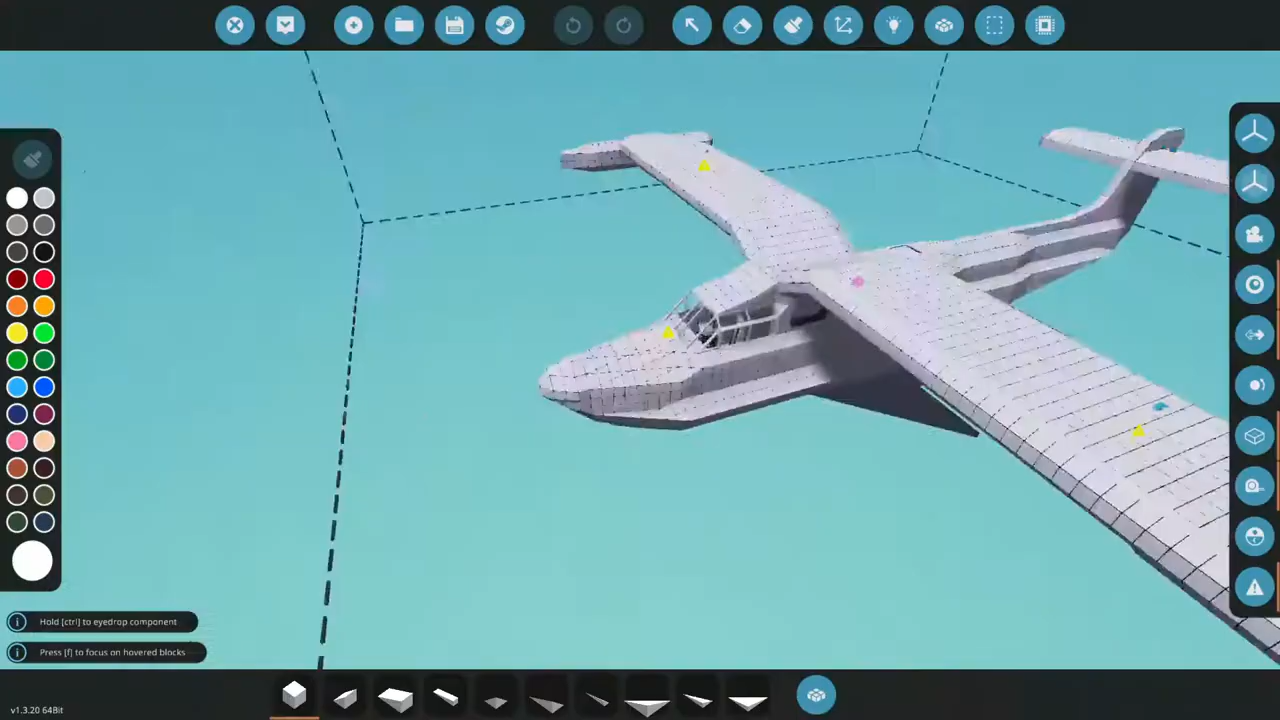 Hold [ctrl] to eyedrop component
Press [f] to focus on hovered blocks
v1.3.20 64Bit